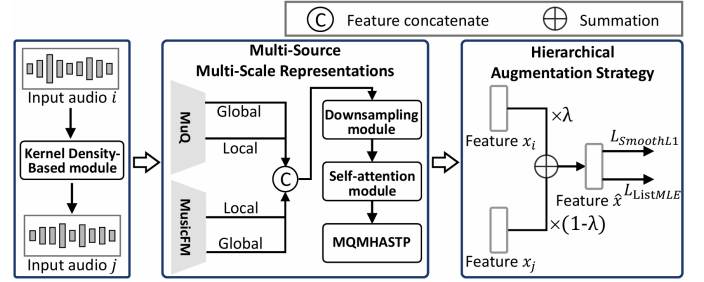 C Feature concatenate
Summation
Input audio i
Kernel Density-
Based module
Input audio j
Multi-Source
Multi-Scale Representations
MuQ
Global
Local
MusicFM
Local
Global
C
Downsampling
module
Self-attention
module
MQMHASTP
Hierarchical
Augmentation Strategy
×λ
Feature x_i
L_SmoothL1
L_ListMLE
Feature x̂
×(1-λ)
Feature x_j